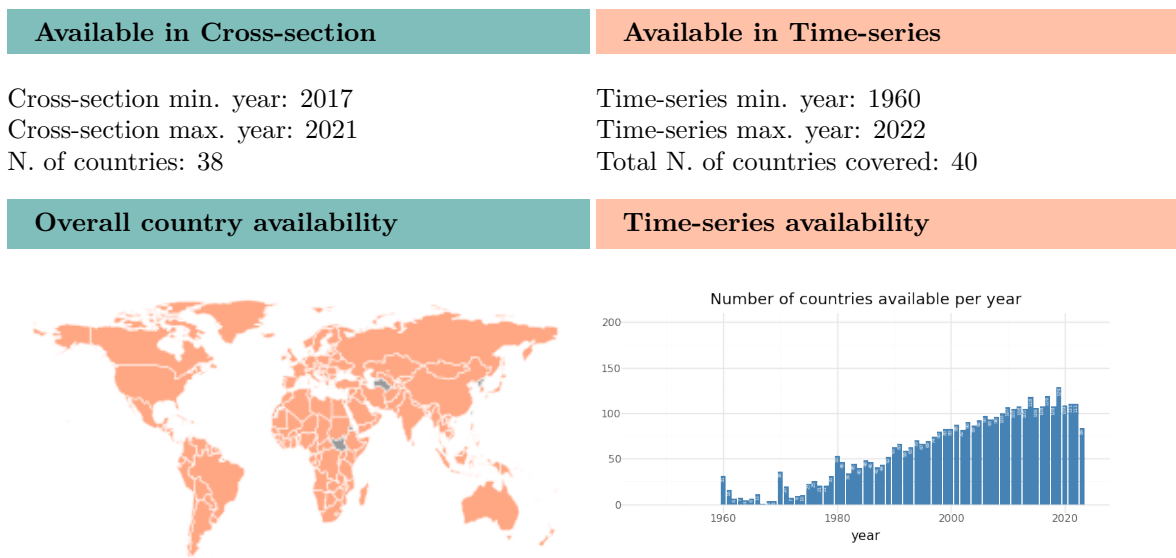 Available in Cross-section
Available in Time-series
Cross-section min. year: 2017
Cross-section max. year: 2021
N. of countries: 38
Time-series min. year: 1960
Time-series max. year: 2022
Total N. of countries covered: 40
Overall country availability
Time-series availability
Number of countries available per year
200
150
100
50
0
1960
1980
2000
2020
year